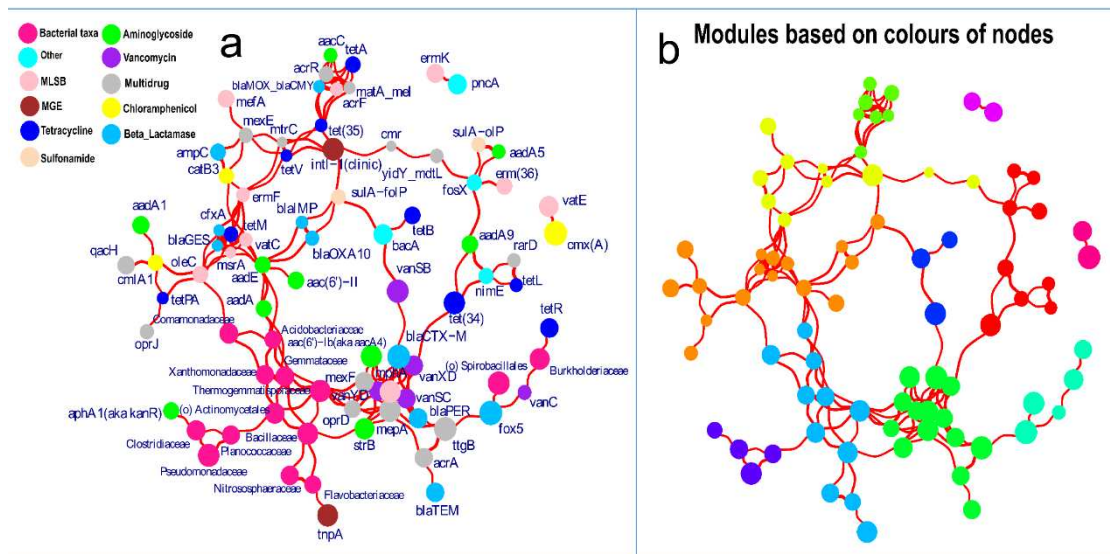 Bacterial taxa
Other
MLSB
MGE
Tetracycline
Sulfonamide
Aminoglycoside
Vancomycin
Multidrug
Chloramphenicol
Beta_Lactamase
a
aacC
tetA
acrR
blaMOX_blaCMY
matA_mel
acrF
mefA
mexE
mtrC
tet(35)
ermK
pncA
cmr
sulA-olP
aadA5
ampC
catB3
tetV
intI-1(clinic)
yidY_mdtL
fosX
erm(36)
ermF
sulA-folP
vatE
cmx(A)
cfxA
tetM
blaIMP
tetB
bacA
aadA1
blaGES
vatC
blaOXA10
aadA9
rarD
qacH
oleC
msrA
aadE
aac(6')-II
vanSB
nimE
tetL
cmlA1
tetPA
aadA
tet(34)
tetR
oprJ
Comamonadaceae
Acidobacteriaceae
aac(6')-Ib(aka aacA4)
blaCTX-M
Gemmataceae
(o) Spirobacillales
Xanthomonadaceae
mexF
vanXD
Burkholderiaceae
Thermogemmatisporaceae
vanYD
vanSC
vanC
aphA1(aka kanR)
(o) Actinomycetales
oprD
mepA
blaPER
fox5
Clostridiaceae
Bacillaceae
strB
ttgB
Planococcaceae
acrA
Pseudomonadaceae
Nitrososphaeraceae
Flavobacteriaceae
blaTEM
tnpA
b
Modules based on colours of nodes